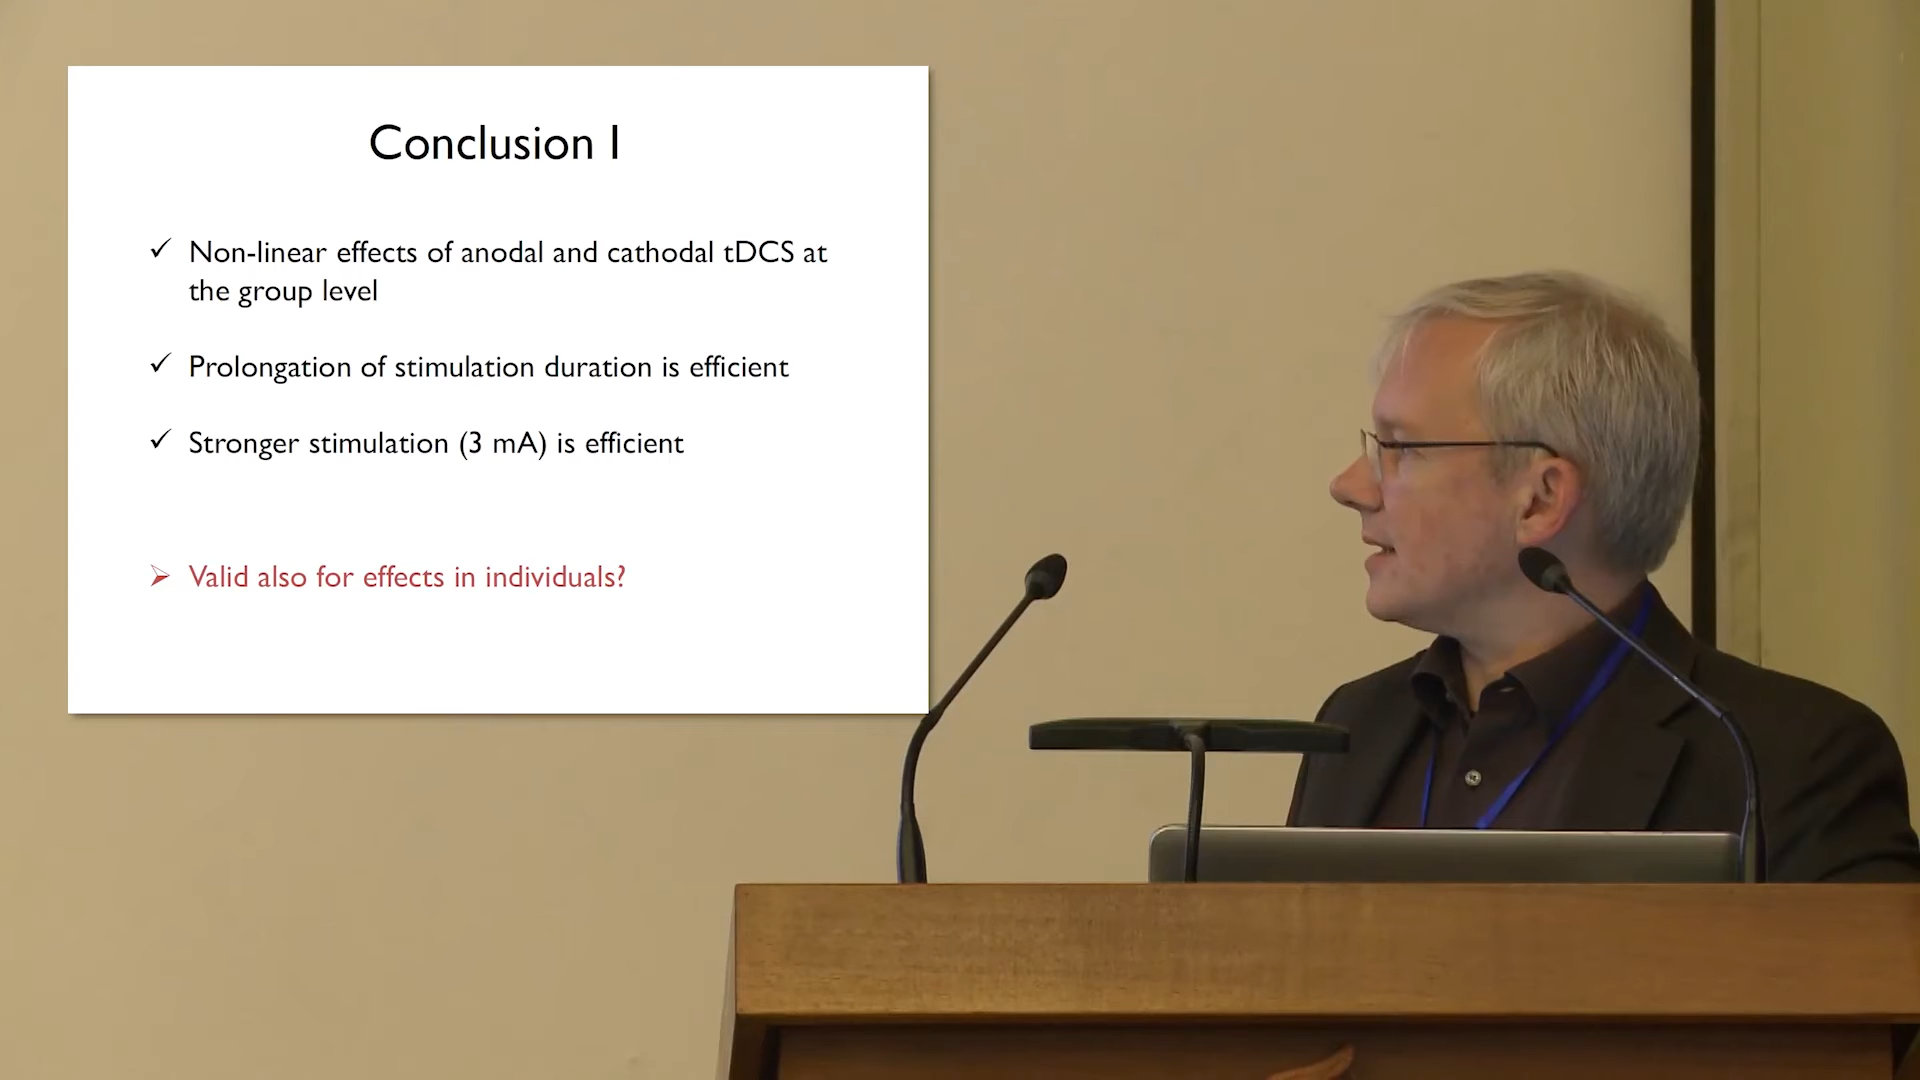 Conclusion I
✓ Non-linear effects of anodal and cathodal tDCS at
the group level
✓ Prolongation of stimulation duration is efficient
✓ Stronger stimulation (3 mA) is efficient
➢ Valid also for effects in individuals?